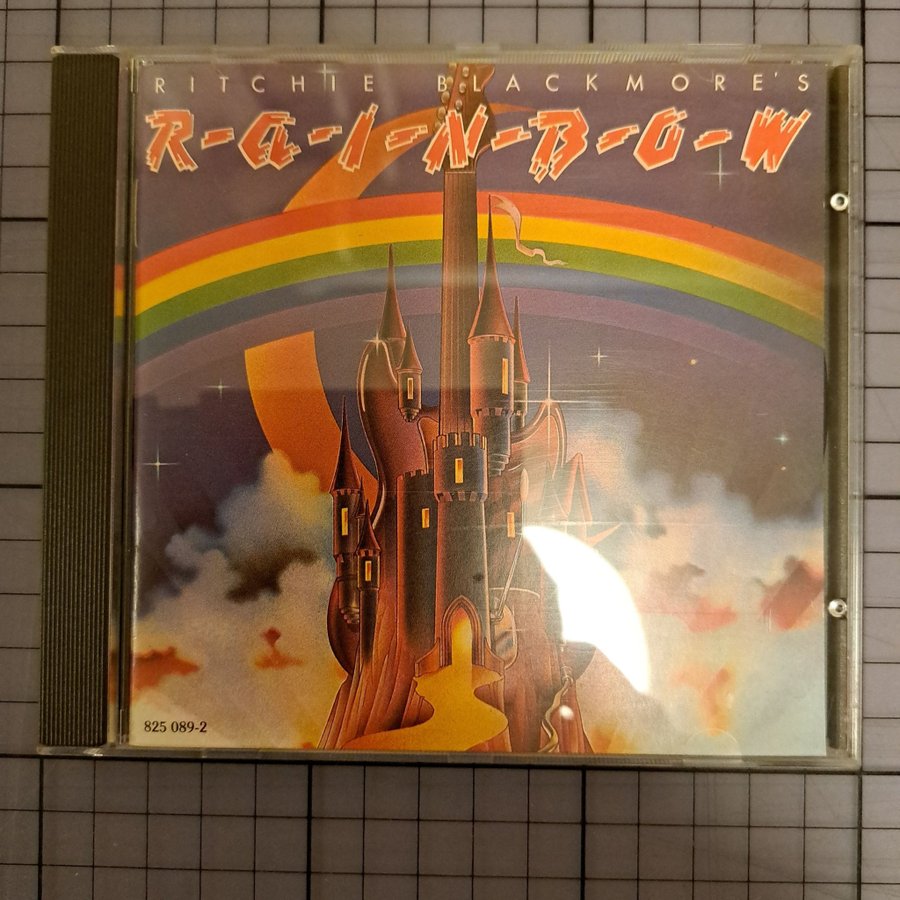 RITCHIE BLACKMORE'S
R-A-I-N-B-O-W
825 089-2